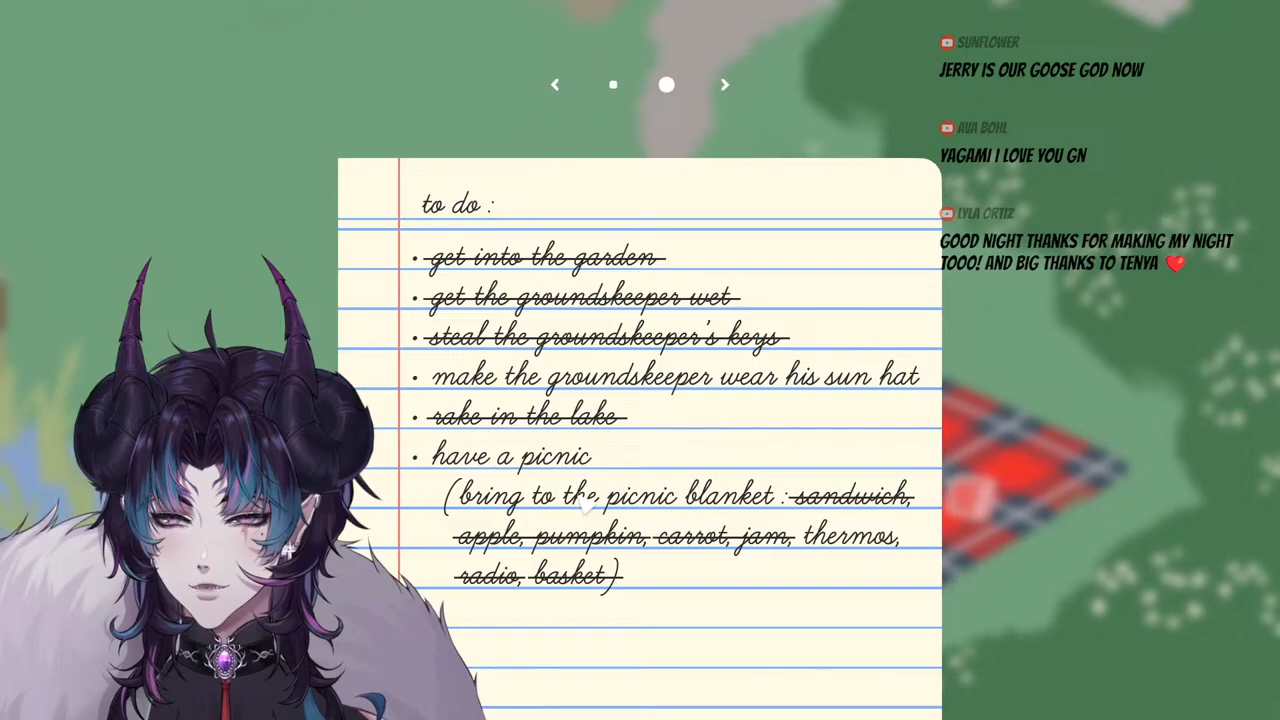 to do :
• get into the garden
• get the groundskeeper wet
• steal the groundskeeper's keys
• make the groundskeeper wear his sun hat
• rake in the lake
• have a picnic
(bring to the picnic blanket : sandwich,
apple, pumpkin, carrot, jam, thermos,
radio, basket)
SUNFLOWER
JERRY IS OUR GOOSE GOD NOW
AVA BOHL
YAGAMI I LOVE YOU GN
LYLA ORTIZ
GOOD NIGHT THANKS FOR MAKING MY NIGHT
TOOO! AND BIG THANKS TO TENYA ❤️